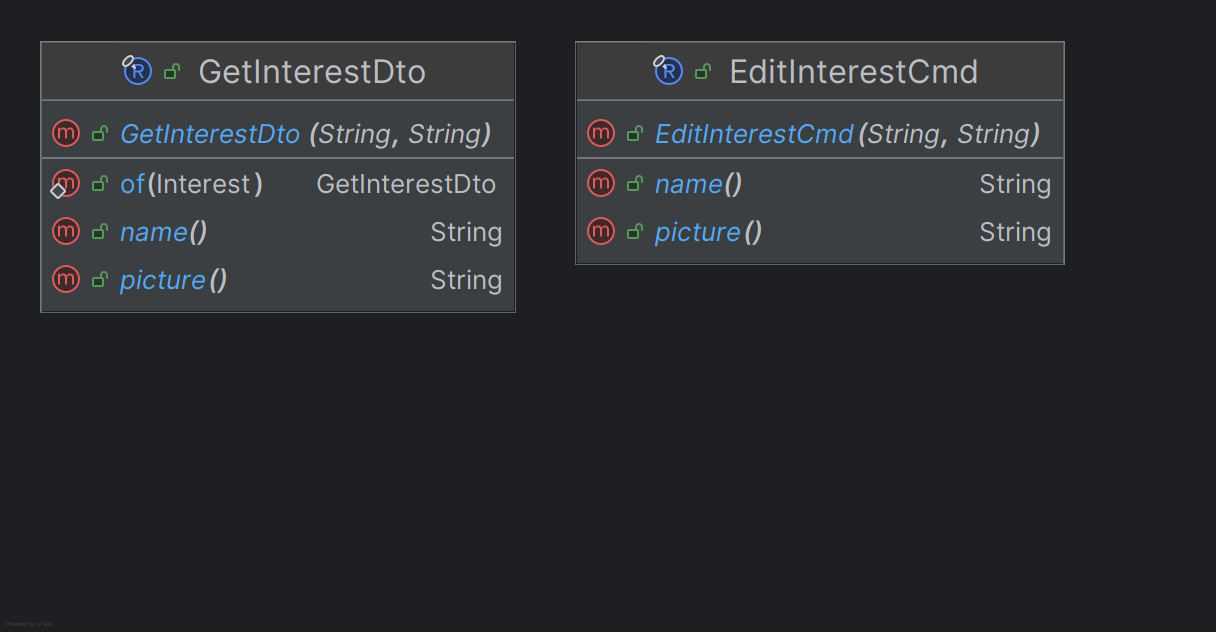 GetInterestDto
GetInterestDto (String, String)
of(Interest) GetInterestDto
name() String
picture() String
EditInterestCmd
EditInterestCmd (String, String)
name() String
picture() String
Powered by yFiles